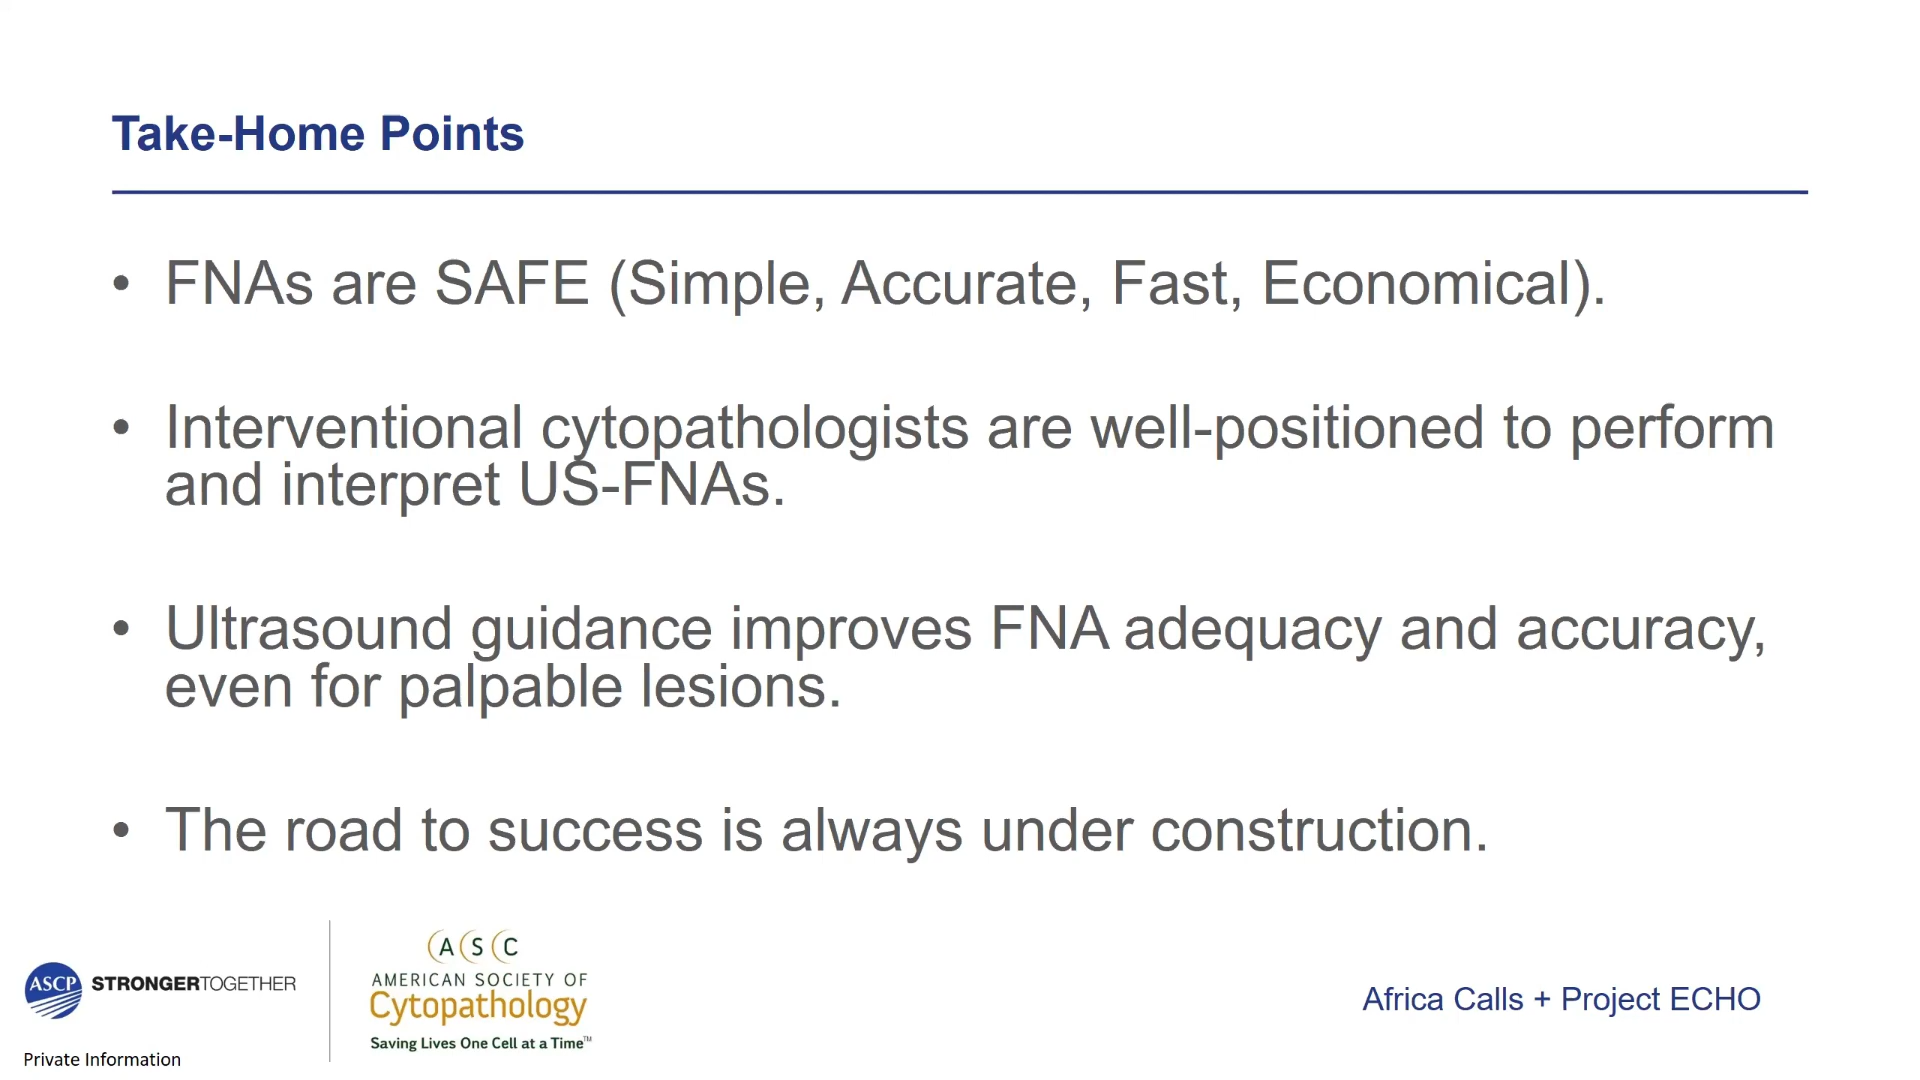 Take-Home Points
• FNAs are SAFE (Simple, Accurate, Fast, Economical).
• Interventional cytopathologists are well-positioned to perform
and interpret US-FNAs.
• Ultrasound guidance improves FNA adequacy and accuracy,
even for palpable lesions.
• The road to success is always under construction.
ASCP STRONGERTOGETHER
A S C
AMERICAN SOCIETY OF
Cytopathology
Saving Lives One Cell at a Time™
Africa Calls + Project ECHO
Private Information